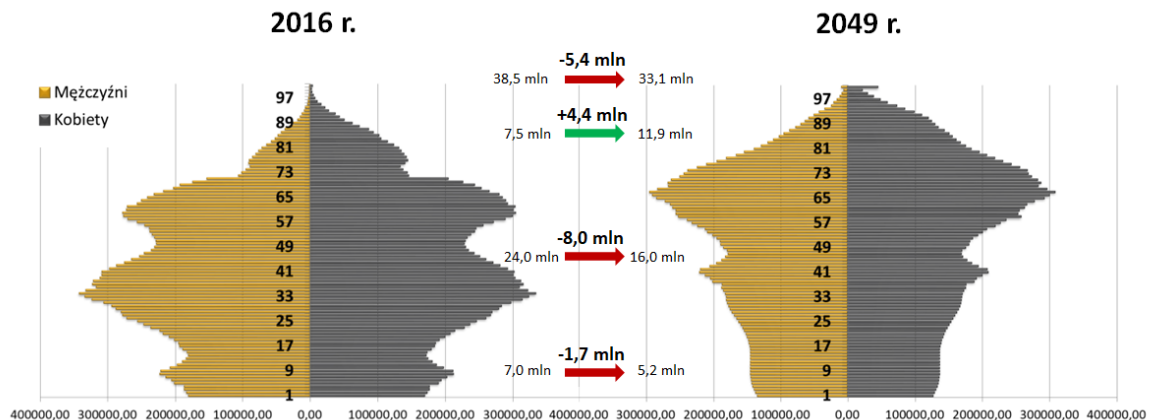 2016 r.
2049 r.
Mężczyźni
Kobiety
-5,4 mln
38,5 mln
33,1 mln
+4,4 mln
7,5 mln
11,9 mln
-8,0 mln
24,0 mln
16,0 mln
-1,7 mln
7,0 mln
5,2 mln
97
89
81
73
65
57
49
41
33
25
17
9
1
97
89
81
73
65
57
49
41
33
25
17
9
1
400000,00 300000,00 200000,00 100000,00 0,00 100000,00 200000,00 300000,00 400000,00 300000,00 200000,00 100000,00 0,00 100000,00 200000,00 300000,00 400000,00